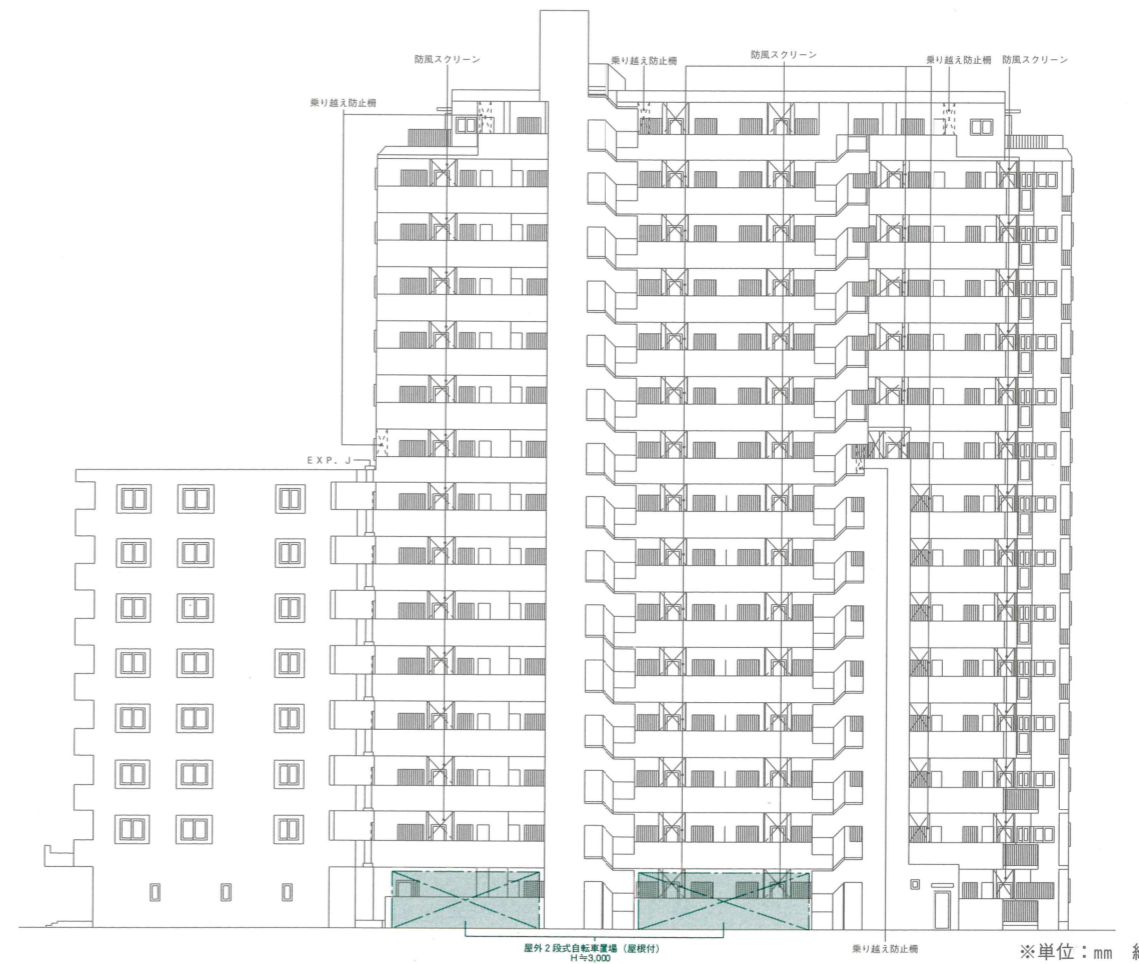 防風スクリーン
乗り越え防止柵
防風スクリーン
乗り越え防止柵
防風スクリーン
乗り越え防止柵
EXP. J
屋外2段式自転車置場（屋根付）
H≒3,000
乗り越え防止柵
※単位：mm